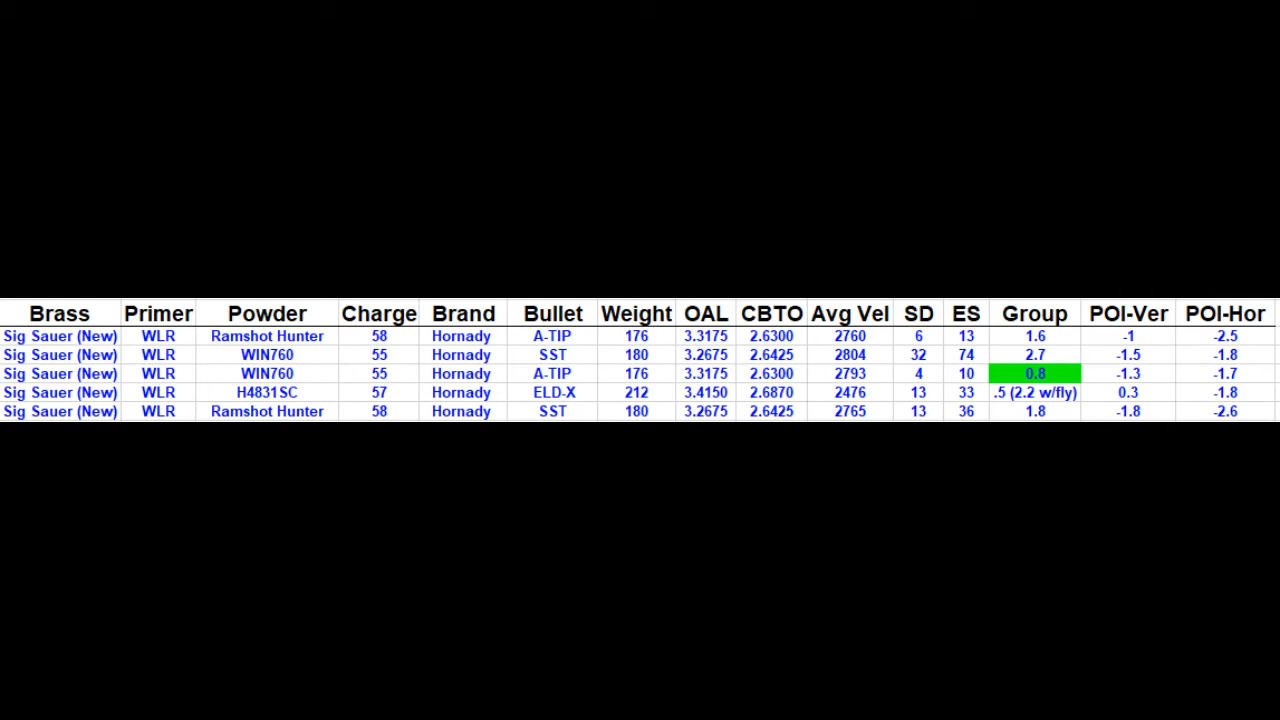 Brass Primer Powder Charge Brand Bullet Weight OAL CBTO Avg Vel SD ES Group POI-Ver POI-Hor
Sig Sauer (New) WLR Ramshot Hunter 58 Hornady A-TIP 176 3.3175 2.6300 2760 6 13 1.6 -1 -2.5
Sig Sauer (New) WLR WIN760 55 Hornady SST 180 3.2675 2.6425 2804 32 74 2.7 -1.5 -1.8
Sig Sauer (New) WLR WIN760 55 Hornady A-TIP 176 3.3175 2.6300 2793 4 10 0.8 -1.3 -1.7
Sig Sauer (New) WLR H4831SC 57 Hornady ELD-X 212 3.4150 2.6870 2476 13 33 .5 (2.2 w/fly) 0.3 -1.8
Sig Sauer (New) WLR Ramshot Hunter 58 Hornady SST 180 3.2675 2.6425 2765 13 36 1.8 -1.8 -2.6